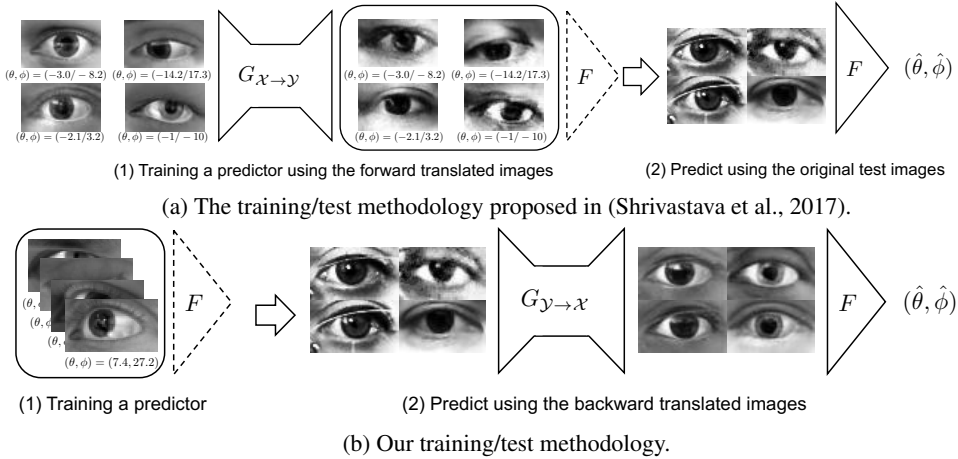 (θ, ϕ) = (−3.0/ − 8.2) (θ, ϕ) = (−14.2/17.3)
(θ, ϕ) = (−2.1/3.2) (θ, ϕ) = (−1/ − 10)
G𝒳→𝒴
(θ, ϕ) = (−3.0/ − 8.2) (θ, ϕ) = (−14.2/17.3)
(θ, ϕ) = (−2.1/3.2) (θ, ϕ) = (−1/ − 10)
F
F
(θ̂, ϕ̂)
(1) Training a predictor using the forward translated images
(2) Predict using the original test images
(a) The training/test methodology proposed in (Shrivastava et al., 2017).
(θ, ϕ)
(θ, ϕ)
(θ, ϕ) = (7.4, 27.2)
F
G𝒴→𝒳
F
(θ̂, ϕ̂)
(1) Training a predictor
(2) Predict using the backward translated images
(b) Our training/test methodology.